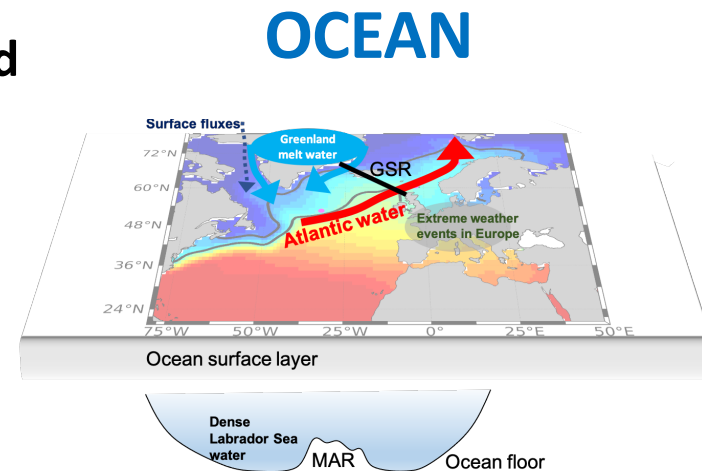 OCEAN
d
Surface fluxes
Greenland
melt water
GSR
Atlantic water
Extreme weather
events in Europe
72°N
60°N
48°N
36°N
24°N
75°W 50°W 25°W 0° 25°E 50°E
Ocean surface layer
Dense
Labrador Sea
water
MAR
Ocean floor